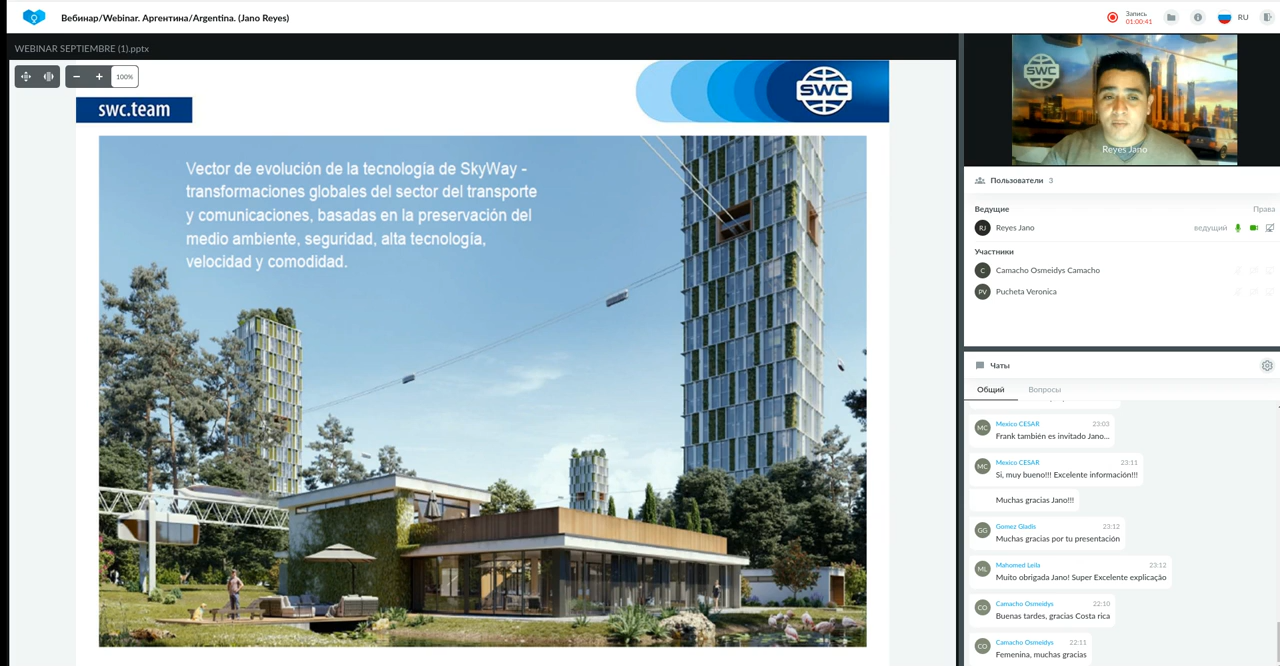 Вебинар/Webinar. Аргентина/Argentina. (Jano Reyes)
Запись
01:00:41
RU
WEBINAR SEPTIEMBRE (1).pptx
100%
swc.team
SWC
Vector de evolución de la tecnología de SkyWay -
transformaciones globales del sector del transporte
y comunicaciones, basadas en la preservación del
medio ambiente, seguridad, alta tecnología,
velocidad y comodidad.
SWC
Reyes Jano
Пользователи 3
Ведущие Права
RJ Reyes Jano ведущий
Участники
C Camacho Osmeidys Camacho
PV Pucheta Veronica
Чаты
Общий Вопросы
MC Mexico CESAR 23:03
Frank también es invitado Jano...
MC Mexico CESAR 23:11
Si, muy bueno!!! Excelente información!!!
Muchas gracias Jano!!!
GG Gomez Gladis 23:12
Muchas gracias por tu presentación
ML Mahomed Leila 23:12
Muito obrigada Jano! Super Excelente explicação
CO Camacho Osmeidys 22:10
Buenas tardes, gracias Costa rica
CO Camacho Osmeidys 22:11
Femenina, muchas gracias